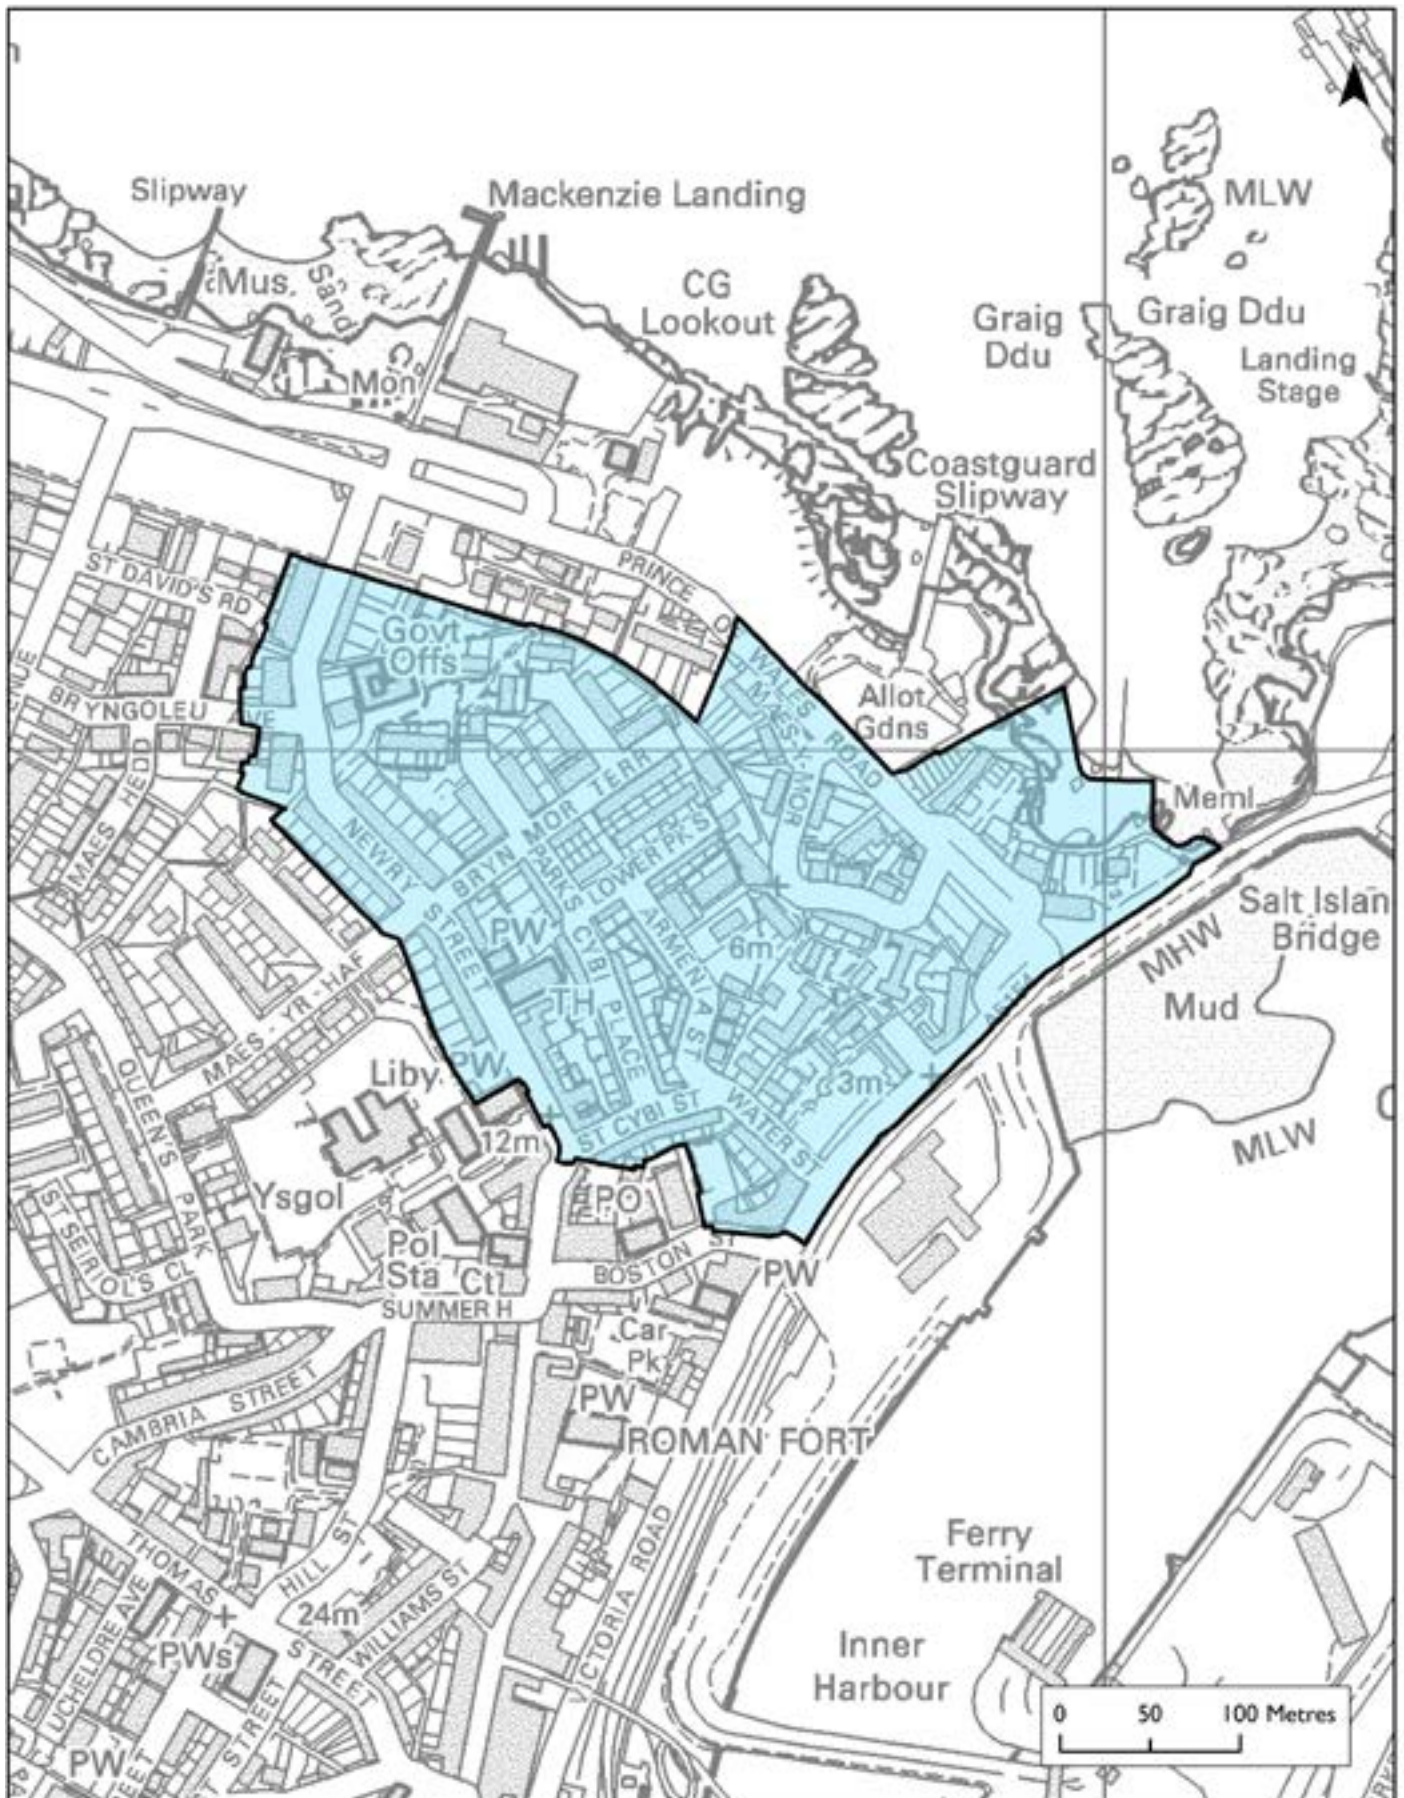 Slipway
Mackenzie Landing
MLW
Mus
Sand
CG
Lookout
Graig
Ddu
Graig Ddu
Landing
Stage
Mon
Coastguard
Slipway
PRINCE O
ST DAVID'S RD
Govt
Offs
WALES
ROAD
MAES-Y-MOR
Allot
Gdns
BRYNGOLEU AVE
MAES HEDD
Meml
NEWRY
STREET
BRYN MOR TERR
PARKS
LOWER PK S
Salt Islan
Bridge
MHW
Mud
PW
TH
CYBI PLACE
ARMENIA ST
6m
MAES-YR-HAF
QUEEN'S
PARK
Liby
PW
3m
MLW
12m
ST CYBI ST
WATER ST
Ysgol
PO
ST SERIOLS CL
Pol
Sta Ct
BOSTON ST
PW
SUMMER H
Car
Pk
CAMBRIA STREET
PW
ROMAN FORT
VICTORIA ROAD
Ferry
Terminal
THOMAS
STREET
HILL ST
24m
WILLIAMS ST
UCHELDRE AVE
PWs
STREET
Inner
Harbour
PW
0 50 100 Metres